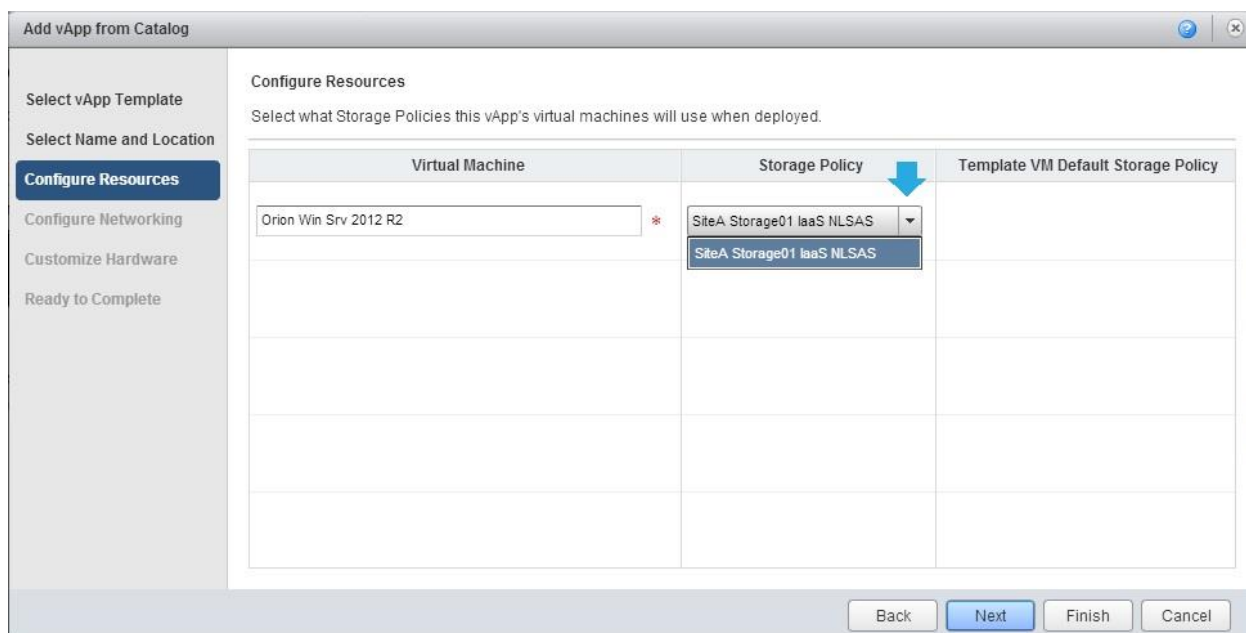 Add vApp from Catalog
Select vApp Template
Select Name and Location
Configure Resources
Configure Networking
Customize Hardware
Ready to Complete
Configure Resources
Select what Storage Policies this vApp's virtual machines will use when deployed.
Virtual Machine
Storage Policy
Template VM Default Storage Policy
Orion Win Srv 2012 R2 *
SiteA Storage01 IaaS NLSAS
SiteA Storage01 IaaS NLSAS
Back
Next
Finish
Cancel